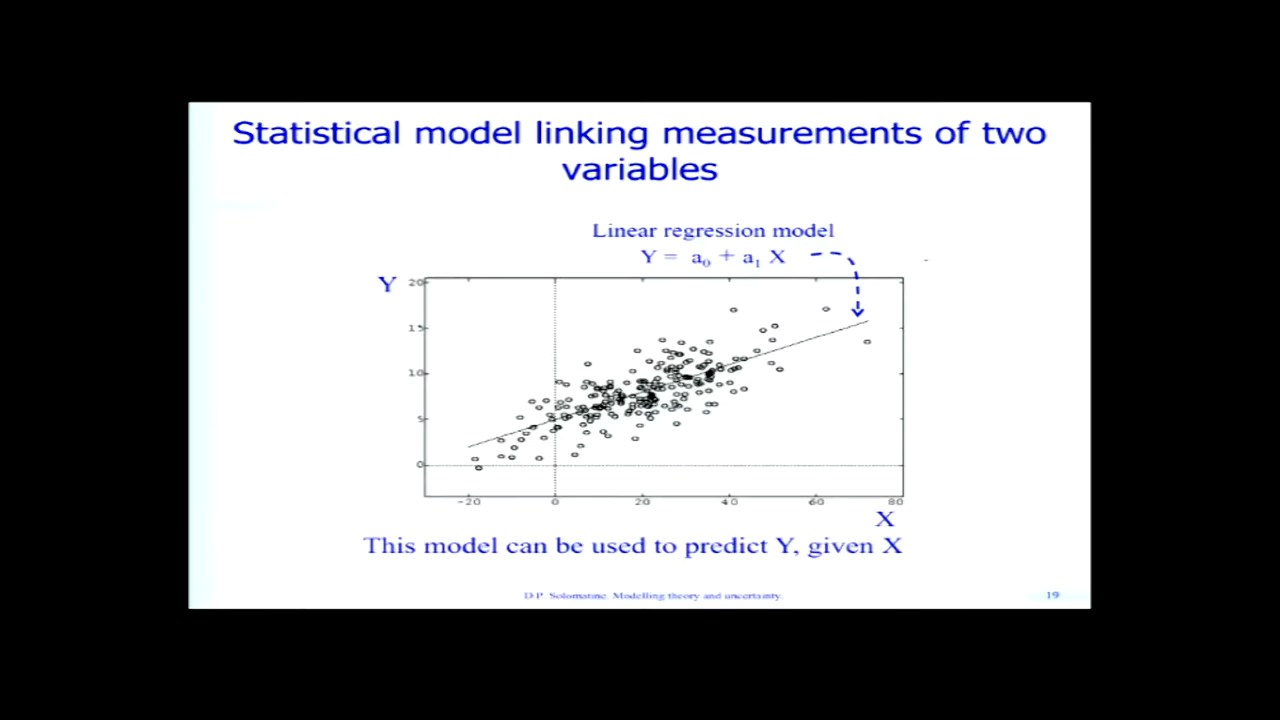 Statistical model linking measurements of two
variables
Linear regression model
Y = a₀ + a₁ X
Y
20
15
10
5
0
-20 0 20 40 60 80
X
This model can be used to predict Y, given X
D.P. Solomatine. Modelling theory and uncertainty.
19